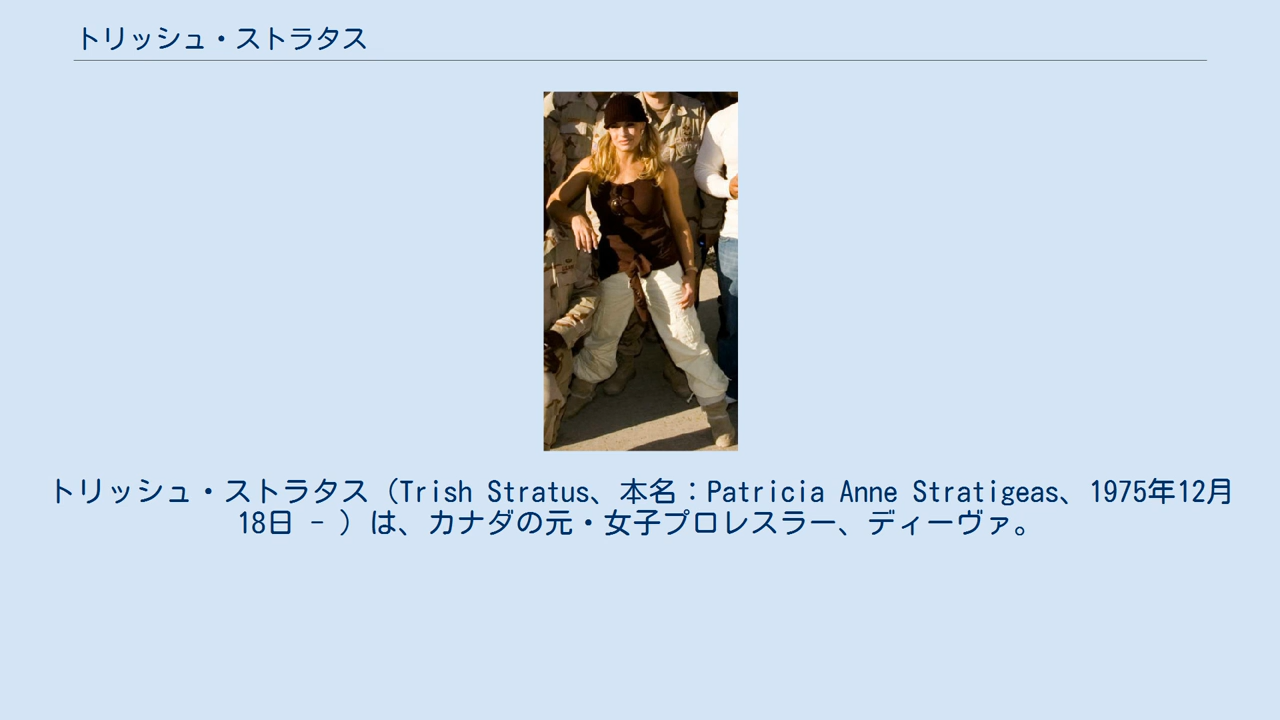 トリッシュ・ストラタス
トリッシュ・ストラタス（Trish Stratus、本名：Patricia Anne Stratigeas、1975年12月
18日 - ）は、カナダの元・女子プロレスラー、ディーヴァ。